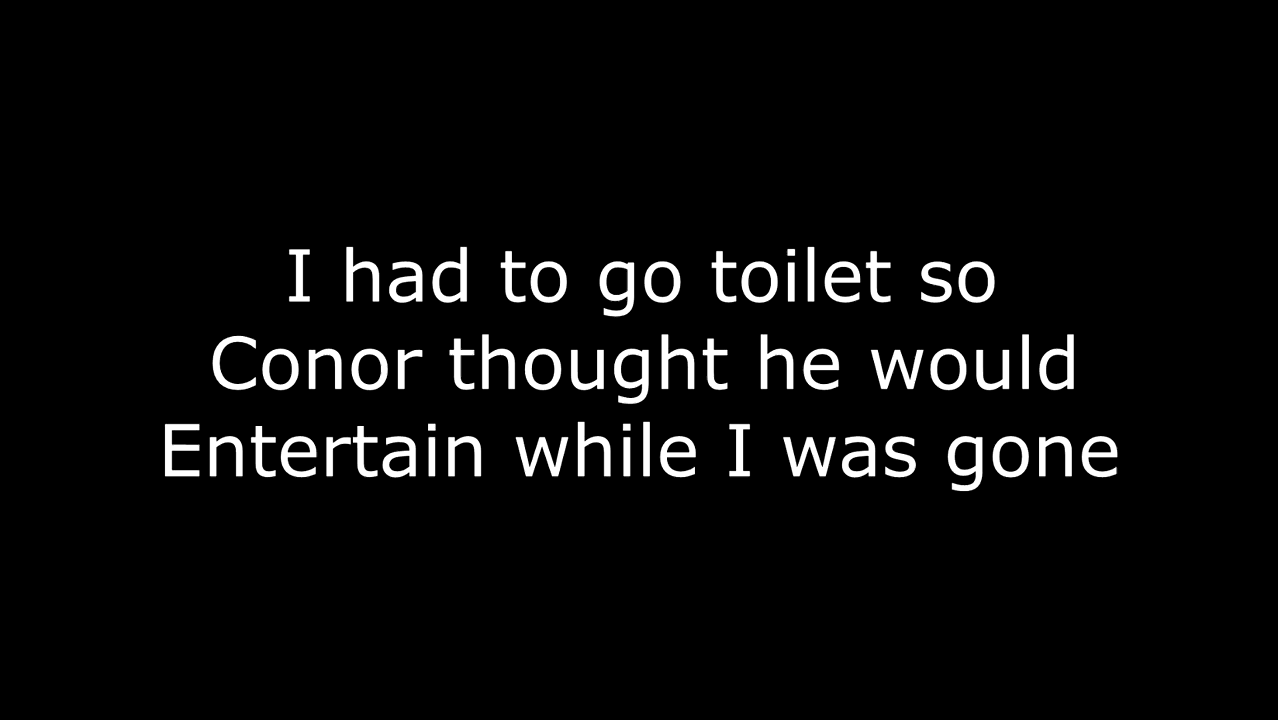 I had to go toilet so
Conor thought he would
Entertain while I was gone